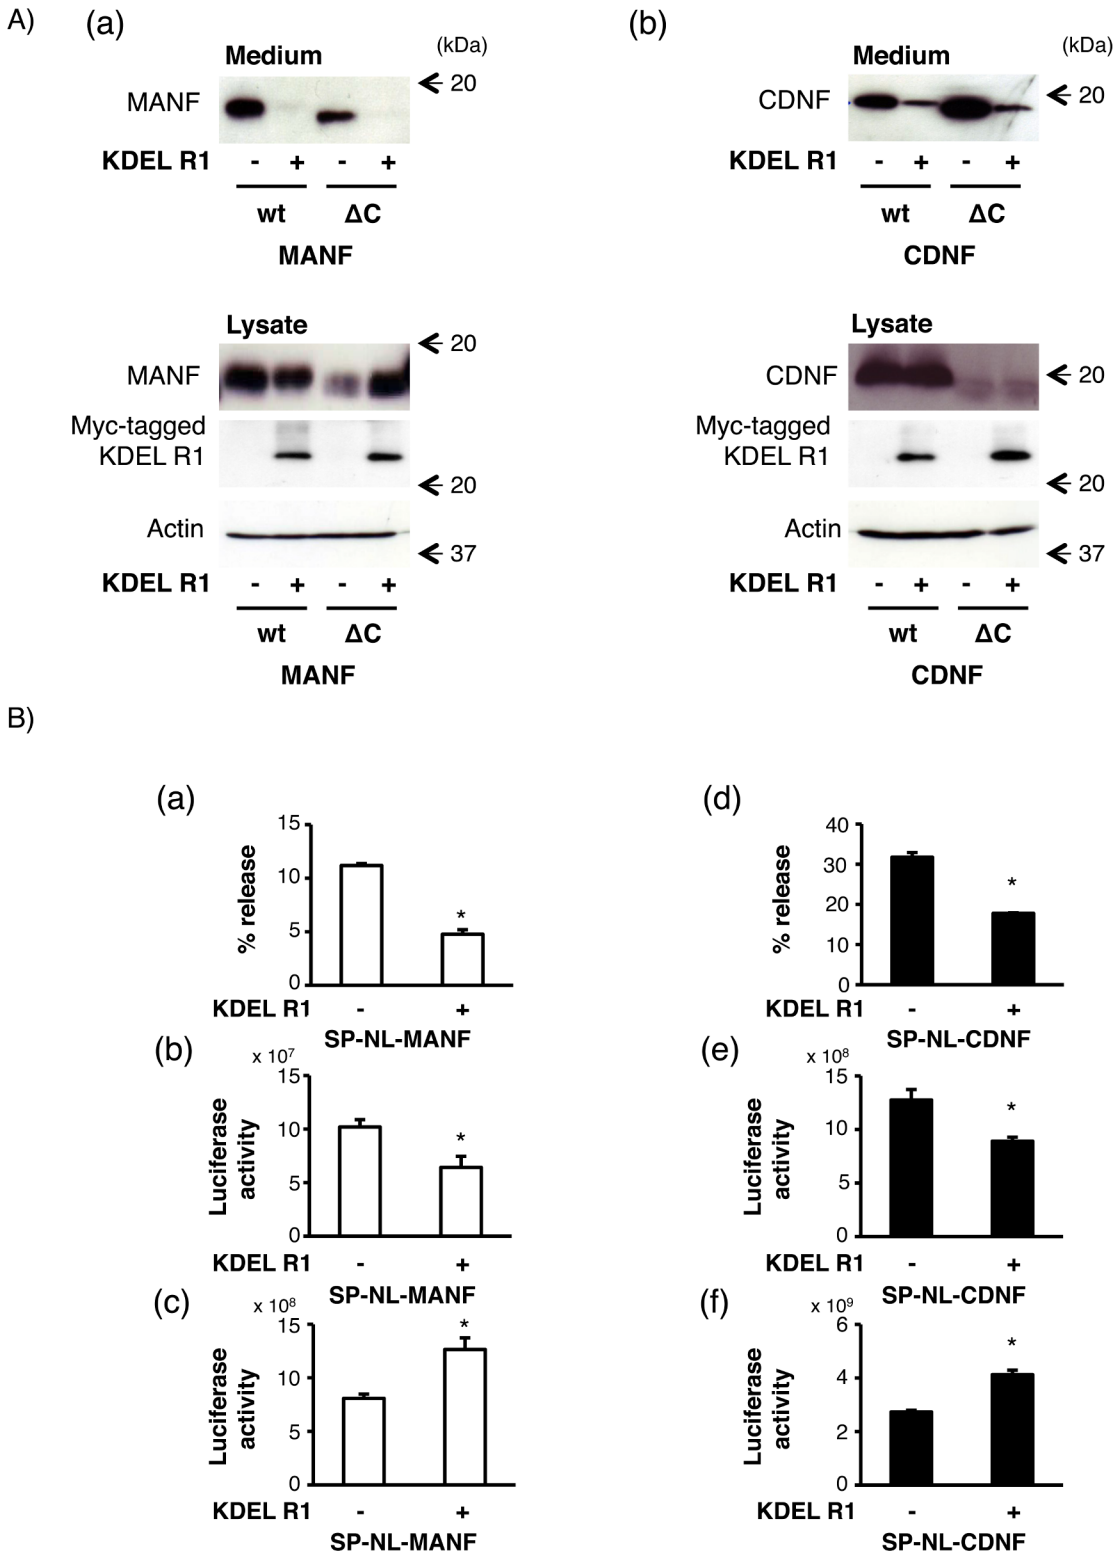 A)
(a)
Medium
(kDa)
MANF
20
KDEL R1 - + - +
wt ΔC
MANF
Lysate
20
MANF
Myc-tagged
KDEL R1
20
Actin
37
KDEL R1 - + - +
wt ΔC
MANF
(b)
Medium
(kDa)
CDNF
20
KDEL R1 - + - +
wt ΔC
CDNF
Lysate
CDNF
20
Myc-tagged
KDEL R1
20
Actin
37
KDEL R1 - + - +
wt ΔC
CDNF
B)
(a)
% release
15
10
5
0
*
KDEL R1 - +
SP-NL-MANF
(b)
x 10⁷
Luciferase
activity
15
10
5
0
*
KDEL R1 - +
SP-NL-MANF
(c)
x 10⁸
Luciferase
activity
15
10
5
0
*
KDEL R1 - +
SP-NL-MANF
(d)
% release
40
30
20
10
0
*
KDEL R1 - +
SP-NL-CDNF
(e)
x 10⁸
Luciferase
activity
15
10
5
0
*
KDEL R1 - +
SP-NL-CDNF
(f)
x 10⁹
Luciferase
activity
6
4
2
0
*
KDEL R1 - +
SP-NL-CDNF